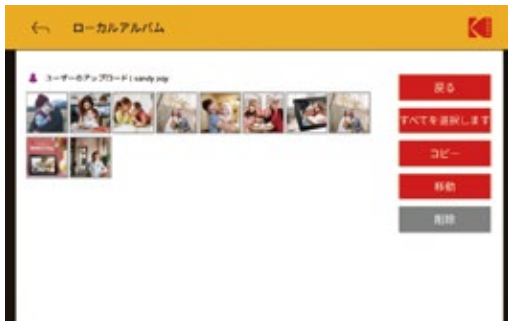 ローカルアルバム
ユーザーのアップロード | sandy pop
戻る
すべてを選択します
コピー
移動
削除